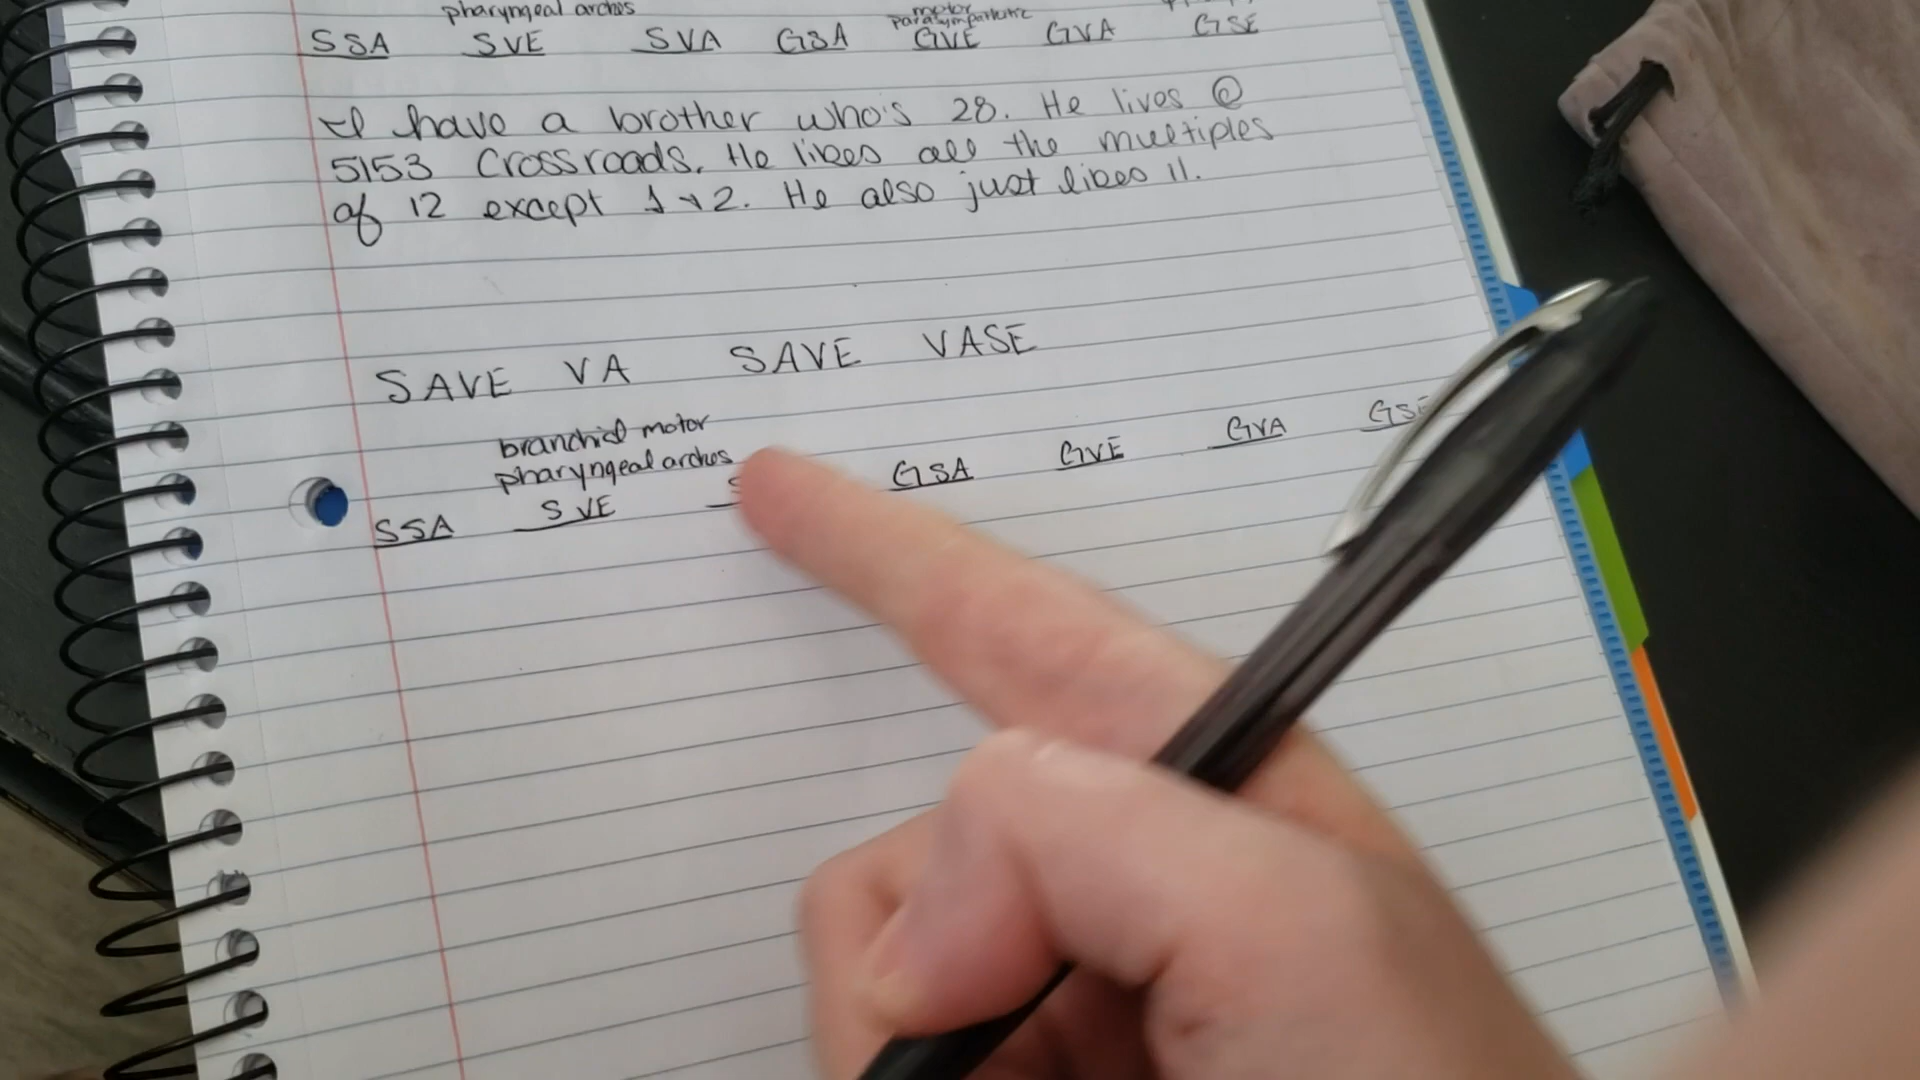 pharyngeal arches
motor
parasympathetic
SSA SVE SVA GSA GVE GVA GSE
I have a brother who's 28. He lives @
5153 Crossroads. He likes all the multiples
of 12 except 1 + 2. He also just likes 11.
SAVE VA SAVE VASE
branchial motor
pharyngeal arches
SSA SVE S GSA GVE GVA GSE